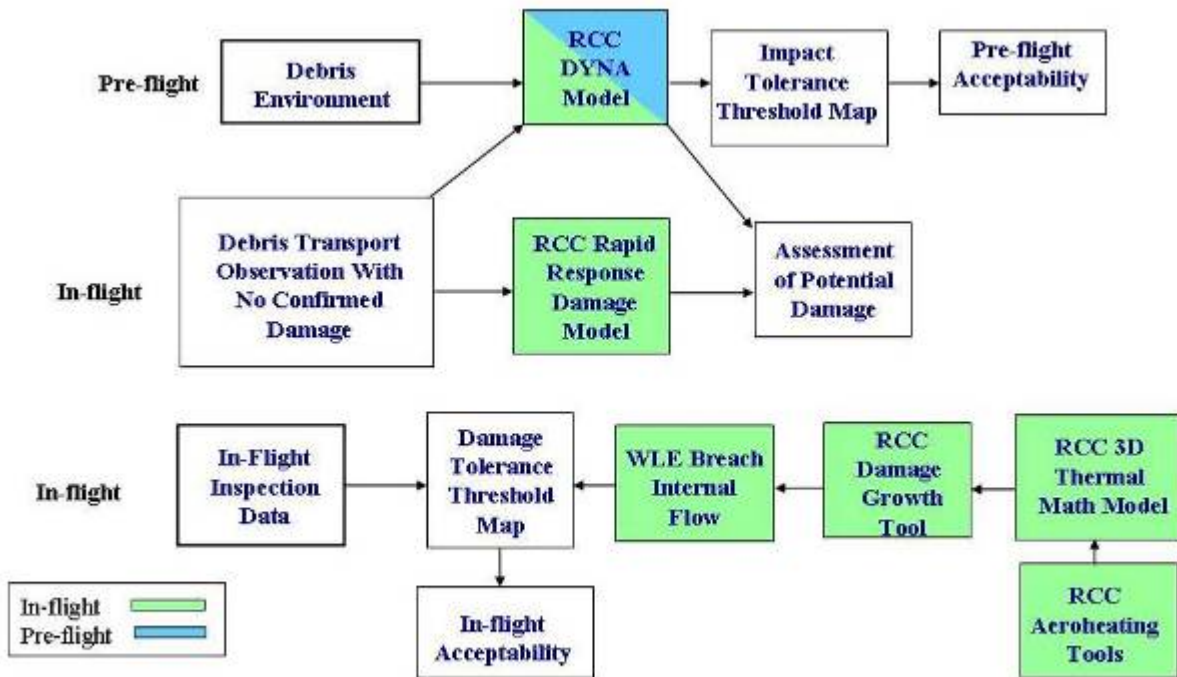 Pre-flight
Debris
Environment
RCC
DYNA
Model
Impact
Tolerance
Threshold Map
Pre-flight
Acceptability
In-flight
Debris Transport
Observation With
No Confirmed
Damage
RCC Rapid
Response
Damage
Model
Assessment
of Potential
Damage
In-flight
In-Flight
Inspection
Data
Damage
Tolerance
Threshold
Map
WLE Breach
Internal
Flow
RCC
Damage
Growth
Tool
RCC 3D
Thermal
Math Model
In-flight
Pre-flight
In-flight
Acceptability
RCC
Aeroheating
Tools